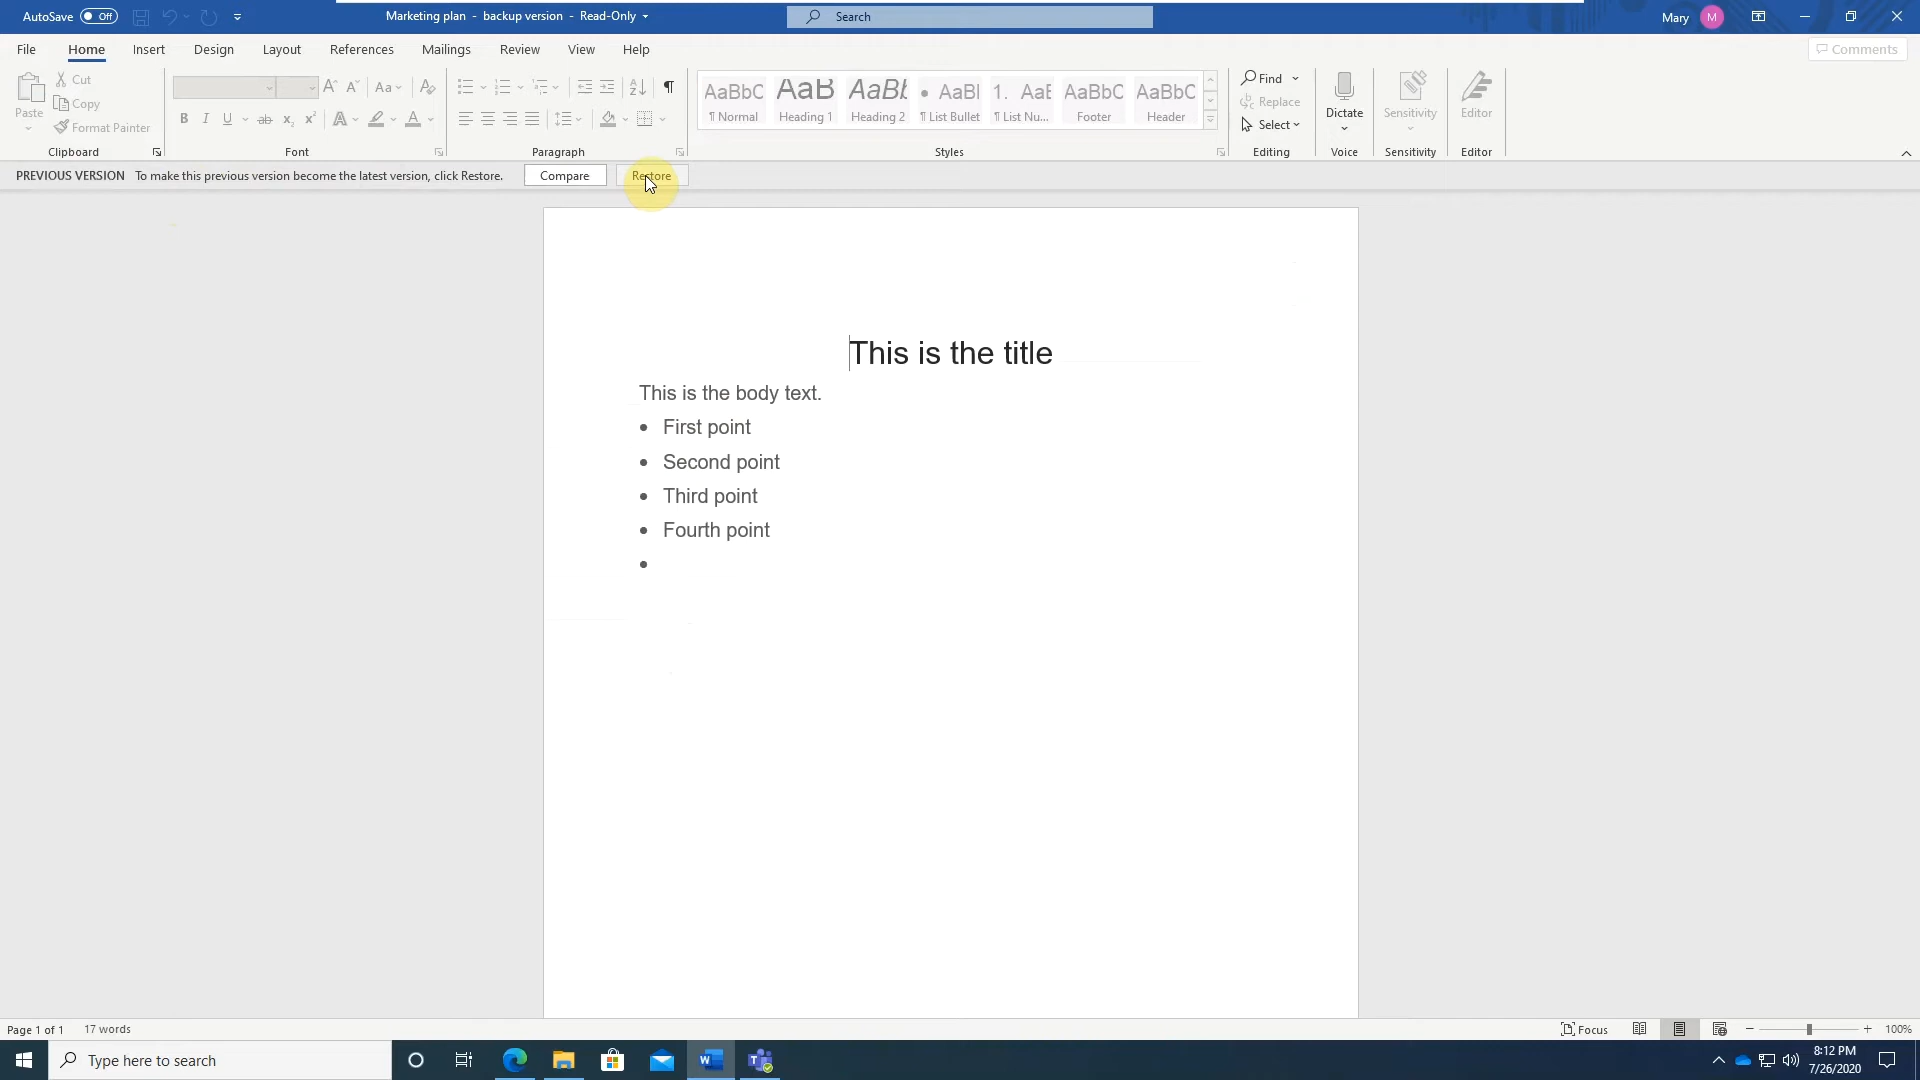 AutoSave Off Marketing plan - backup version - Read-Only Search Mary M
File Home Insert Design Layout References Mailings Review View Help Comments
Paste Cut Copy Format Painter Clipboard
Aa B I U ab x₂ x² A A Font
Paragraph
AaBbC ¶ Normal
AaB Heading 1
AaBb Heading 2
AaBl ¶ List Bullet
1. AaE ¶ List Nu...
AaBbC Footer
AaBbC Header
Styles
Find Replace Select Editing
Dictate Voice
Sensitivity Sensitivity
Editor Editor
PREVIOUS VERSION To make this previous version become the latest version, click Restore. Compare Restore
This is the title
This is the body text.
• First point
• Second point
• Third point
• Fourth point
•
Page 1 of 1 17 words Focus 100%
Type here to search 8:12 PM
7/26/2020